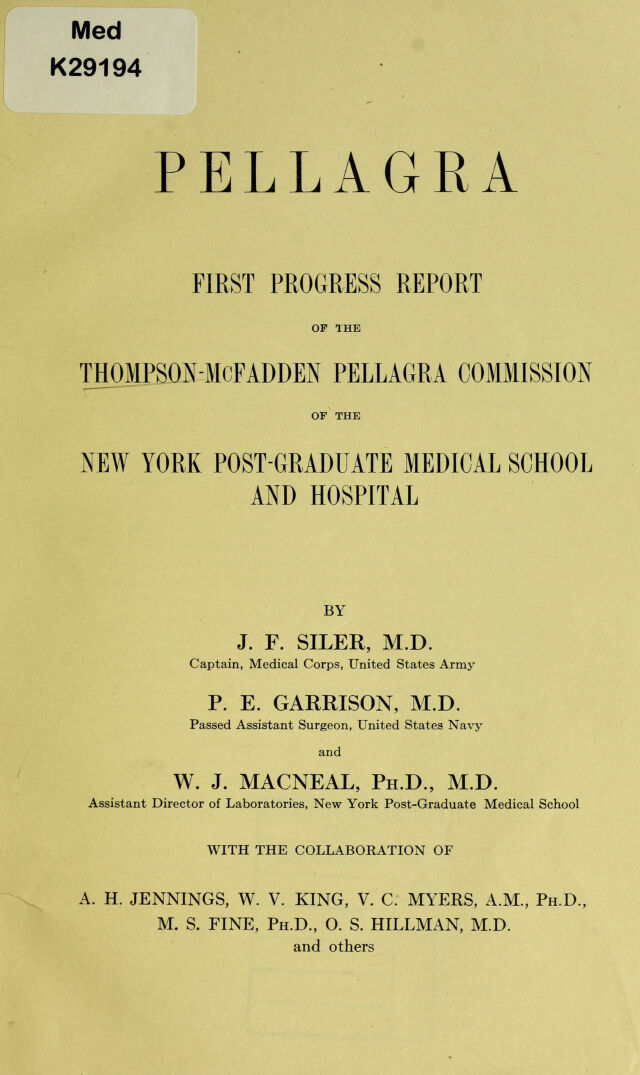 Med
K29194
PELLAGRA
FIRST PROGRESS REPORT
OF THE
THOMPSON-McFADDEN PELLAGRA COMMISSION
OF THE
NEW YORK POST-GRADUATE MEDICAL SCHOOL
AND HOSPITAL
BY
J. F. SILER, M.D.
Captain, Medical Corps, United States Army
P. E. GARRISON, M.D.
Passed Assistant Surgeon, United States Navy
and
W. J. MACNEAL, Ph.D., M.D.
Assistant Director of Laboratories, New York Post-Graduate Medical School
WITH THE COLLABORATION OF
A. H. JENNINGS, W. V. KING, V. C. MYERS, A.M., Ph.D.,
M. S. FINE, Ph.D., O. S. HILLMAN, M.D.
and others